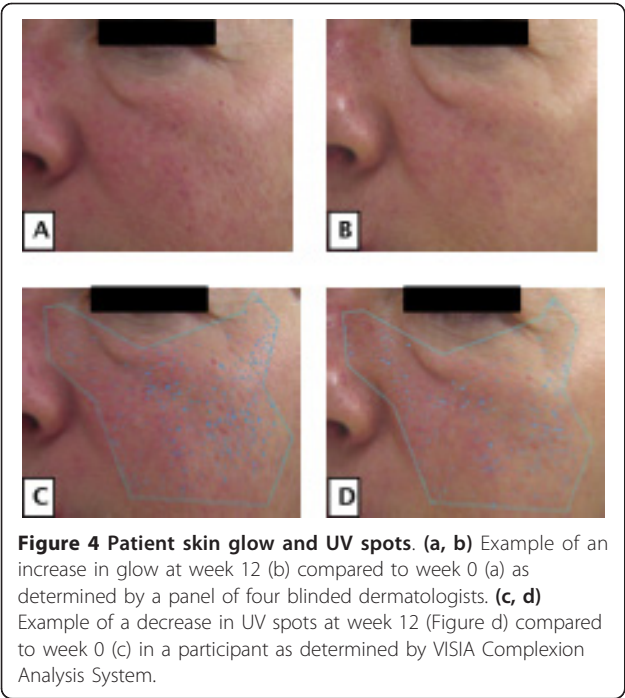 A
B
C
D
Figure 4 Patient skin glow and UV spots. (a, b) Example of an
increase in glow at week 12 (b) compared to week 0 (a) as
determined by a panel of four blinded dermatologists. (c, d)
Example of a decrease in UV spots at week 12 (Figure d) compared
to week 0 (c) in a participant as determined by VISIA Complexion
Analysis System.